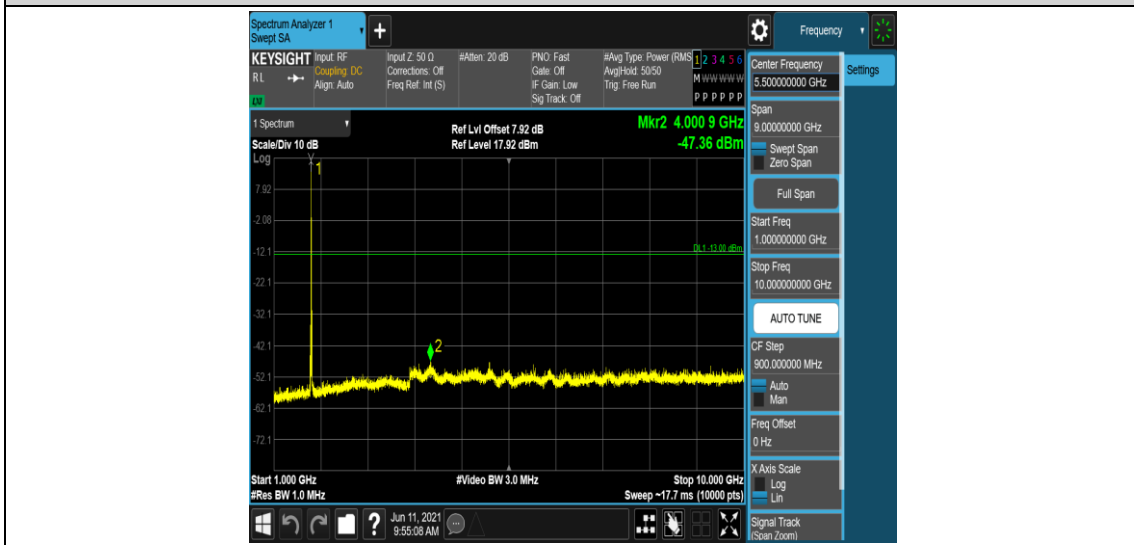 Spectrum Analyzer 1
Swept SA
+
Frequency
KEYSIGHT
RL
LXI
Input: RF
Coupling: DC
Align: Auto
Input Z: 50 Ω
Corrections: Off
Freq Ref: Int (S)
#Atten: 20 dB
PNO: Fast
Gate: Off
IF Gain: Low
Sig Track: Off
#Avg Type: Power (RMS
Avg|Hold: 50/50
Trig: Free Run
1 2 3 4 5 6
M W W W W W
P P P P P P
1 Spectrum
Scale/Div 10 dB
Log
Ref Lvl Offset 7.92 dB
Ref Level 17.92 dBm
Mkr2 4.000 9 GHz
-47.36 dBm
1
7.92
-2.08
-12.1
DL1 -13.00 dBm
-22.1
-32.1
-42.1
2
-52.1
-62.1
-72.1
Start 1.000 GHz
#Res BW 1.0 MHz
#Video BW 3.0 MHz
Stop 10.000 GHz
Sweep ~17.7 ms (10000 pts)
Center Frequency
5.500000000 GHz
Settings
Span
9.00000000 GHz
Swept Span
Zero Span
Full Span
Start Freq
1.000000000 GHz
Stop Freq
10.000000000 GHz
AUTO TUNE
CF Step
900.000000 MHz
Auto
Man
Freq Offset
0 Hz
X Axis Scale
Log
Lin
Signal Track
(Span Zoom)
?
Jun 11, 2021
9:55:08 AM